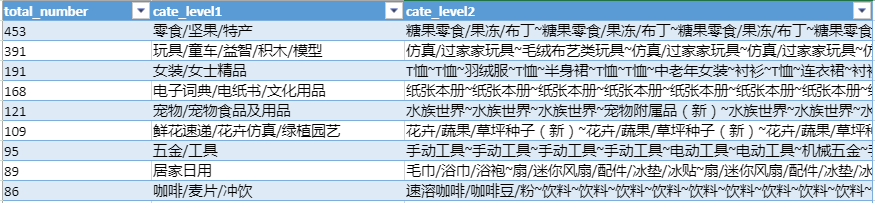 total_number cate_level1 cate_level2
453 零食/坚果/特产 糖果零食/果冻/布丁~糖果零食/果冻/布丁~糖果零食/果冻/布丁~
391 玩具/童车/益智/积木/模型 仿真/过家家玩具~毛绒布艺类玩具~仿真/过家家玩具~仿真/过家家玩具~仿
191 女装/女士精品 T恤~T恤~羽绒服~T恤~半身裙~T恤~T恤~中老年女装~衬衫~T恤~连衣裙~衬衫
168 电子词典/电纸书/文化用品 纸张本册~纸张本册~纸张本册~纸张本册~纸张本册~纸张本册~纸张本册~
121 宠物/宠物食品及用品 水族世界~水族世界~水族世界~宠物附属品（新）~水族世界~水族世界~水
109 鲜花速递/花卉仿真/绿植园艺 花卉/蔬果/草坪种子（新）~花卉/蔬果/草坪种子（新）~花卉/蔬果/草坪
95 五金/工具 手动工具~手动工具~手动工具~手动工具~电动工具~电动工具~机械五金~手
89 居家日用 毛巾/浴巾/浴袍~扇/迷你风扇/配件/冰垫/冰贴~扇/迷你风扇/配件/冰垫/冰
86 咖啡/麦片/冲饮 速溶咖啡/咖啡豆/粉~饮料~饮料~饮料~饮料~饮料~饮料~饮料~饮料~